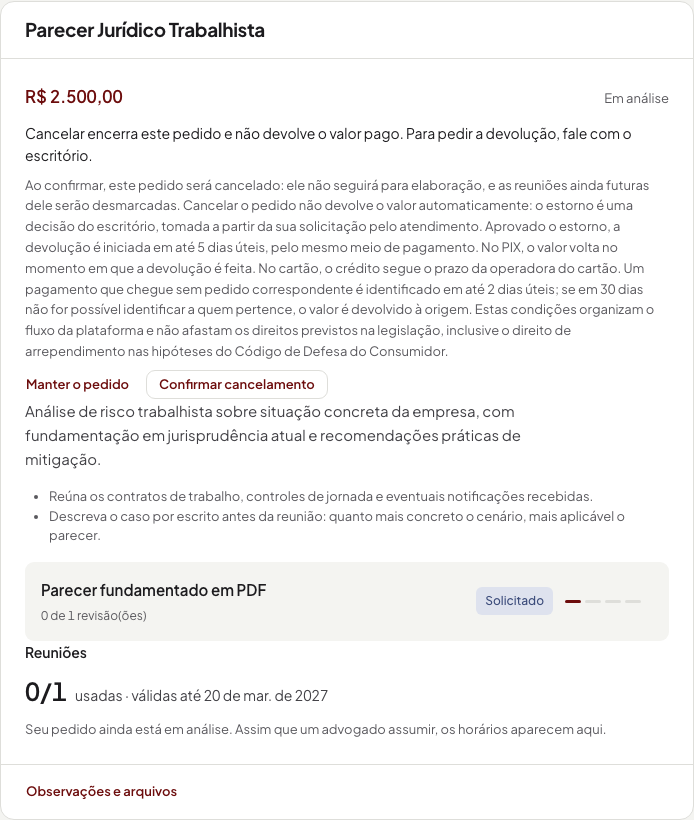 Parecer Jurídico Trabalhista
R$ 2.500,00
Em análise
Cancelar encerra este pedido e não devolve o valor pago. Para pedir a devolução, fale com o
escritório.
Ao confirmar, este pedido será cancelado: ele não seguirá para elaboração, e as reuniões ainda futuras
dele serão desmarcadas. Cancelar o pedido não devolve o valor automaticamente: o estorno é uma
decisão do escritório, tomada a partir da sua solicitação pelo atendimento. Aprovado o estorno, a
devolução é iniciada em até 5 dias úteis, pelo mesmo meio de pagamento. No PIX, o valor volta no
momento em que a devolução é feita. No cartão, o crédito segue o prazo da operadora do cartão. Um
pagamento que chegue sem pedido correspondente é identificado em até 2 dias úteis; se em 30 dias
não for possível identificar a quem pertence, o valor é devolvido à origem. Estas condições organizam o
fluxo da plataforma e não afastam os direitos previstos na legislação, inclusive o direito de
arrependimento nas hipóteses do Código de Defesa do Consumidor.
Manter o pedido
Confirmar cancelamento
Análise de risco trabalhista sobre situação concreta da empresa, com
fundamentação em jurisprudência atual e recomendações práticas de
mitigação.
• Reúna os contratos de trabalho, controles de jornada e eventuais notificações recebidas.
• Descreva o caso por escrito antes da reunião: quanto mais concreto o cenário, mais aplicável o
parecer.
Parecer fundamentado em PDF
Solicitado
0 de 1 revisão(ões)
Reuniões
0/1 usadas · válidas até 20 de mar. de 2027
Seu pedido ainda está em análise. Assim que um advogado assumir, os horários aparecem aqui.
Observações e arquivos